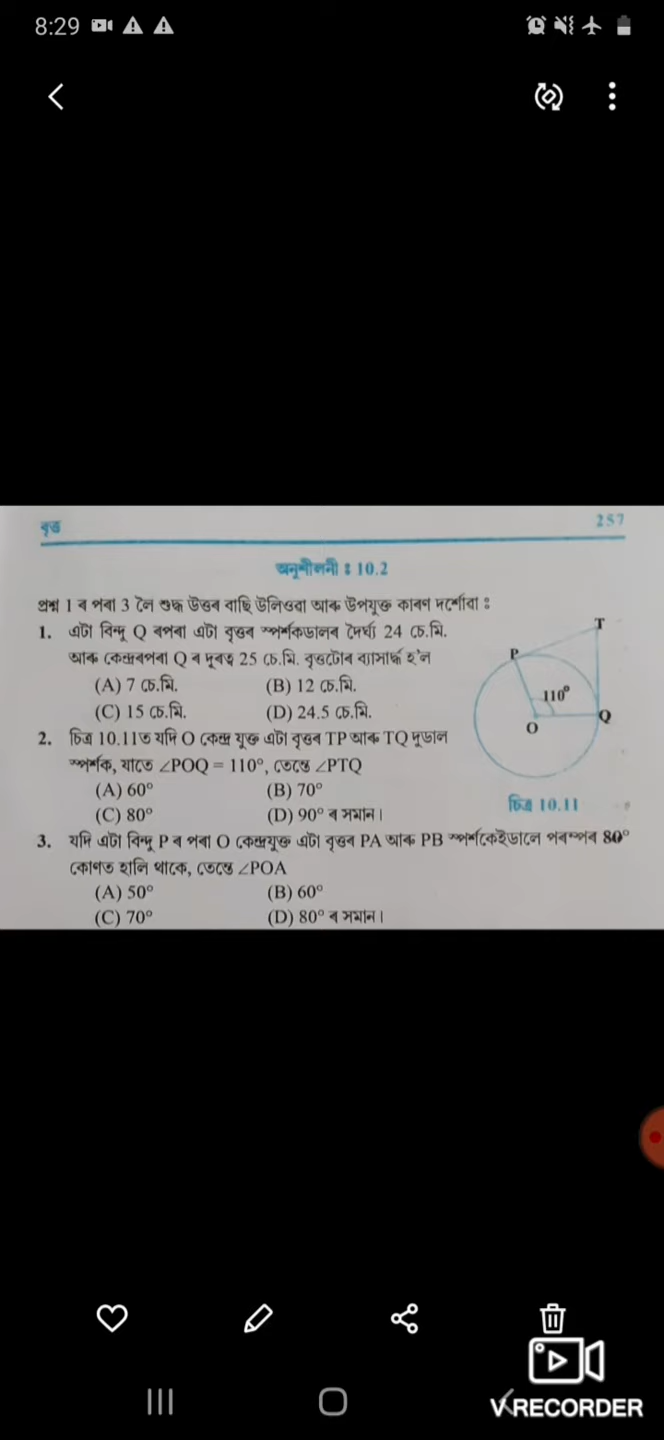 8:29
বৃত্ত 257
অনুশীলনী : 10.2
প্ৰশ্ন 1 ৰ পৰা 3 লৈ শুদ্ধ উত্তৰ বাছি উলিওৱা আৰু উপযুক্ত কাৰণ দৰ্শোৱা :
1. এটা বিন্দু Q ৰপৰা এটা বৃত্তৰ স্পৰ্শকডালৰ দৈৰ্ঘ্য 24 চে.মি.
আৰু কেন্দ্ৰৰপৰা Q ৰ দূৰত্ব 25 চে.মি. বৃত্তটোৰ ব্যাসাৰ্দ্ধ হ'ল
(A) 7 চে.মি. (B) 12 চে.মি.
(C) 15 চে.মি. (D) 24.5 চে.মি.
2. চিত্ৰ 10.11ত যদি O কেন্দ্ৰ যুক্ত এটা বৃত্তৰ TP আৰু TQ দুডাল
স্পৰ্শক, যাতে ∠POQ = 110°, তেন্তে ∠PTQ
(A) 60° (B) 70°
(C) 80° (D) 90° ৰ সমান।
T
P
110°
O
Q
চিত্ৰ 10.11
3. যদি এটা বিন্দু P ৰ পৰা O কেন্দ্ৰযুক্ত এটা বৃত্তৰ PA আৰু PB স্পৰ্শকেইডালে পৰস্পৰ 80°
কোণত হালি থাকে, তেন্তে ∠POA
(A) 50° (B) 60°
(C) 70° (D) 80° ৰ সমান।
VRECORDER